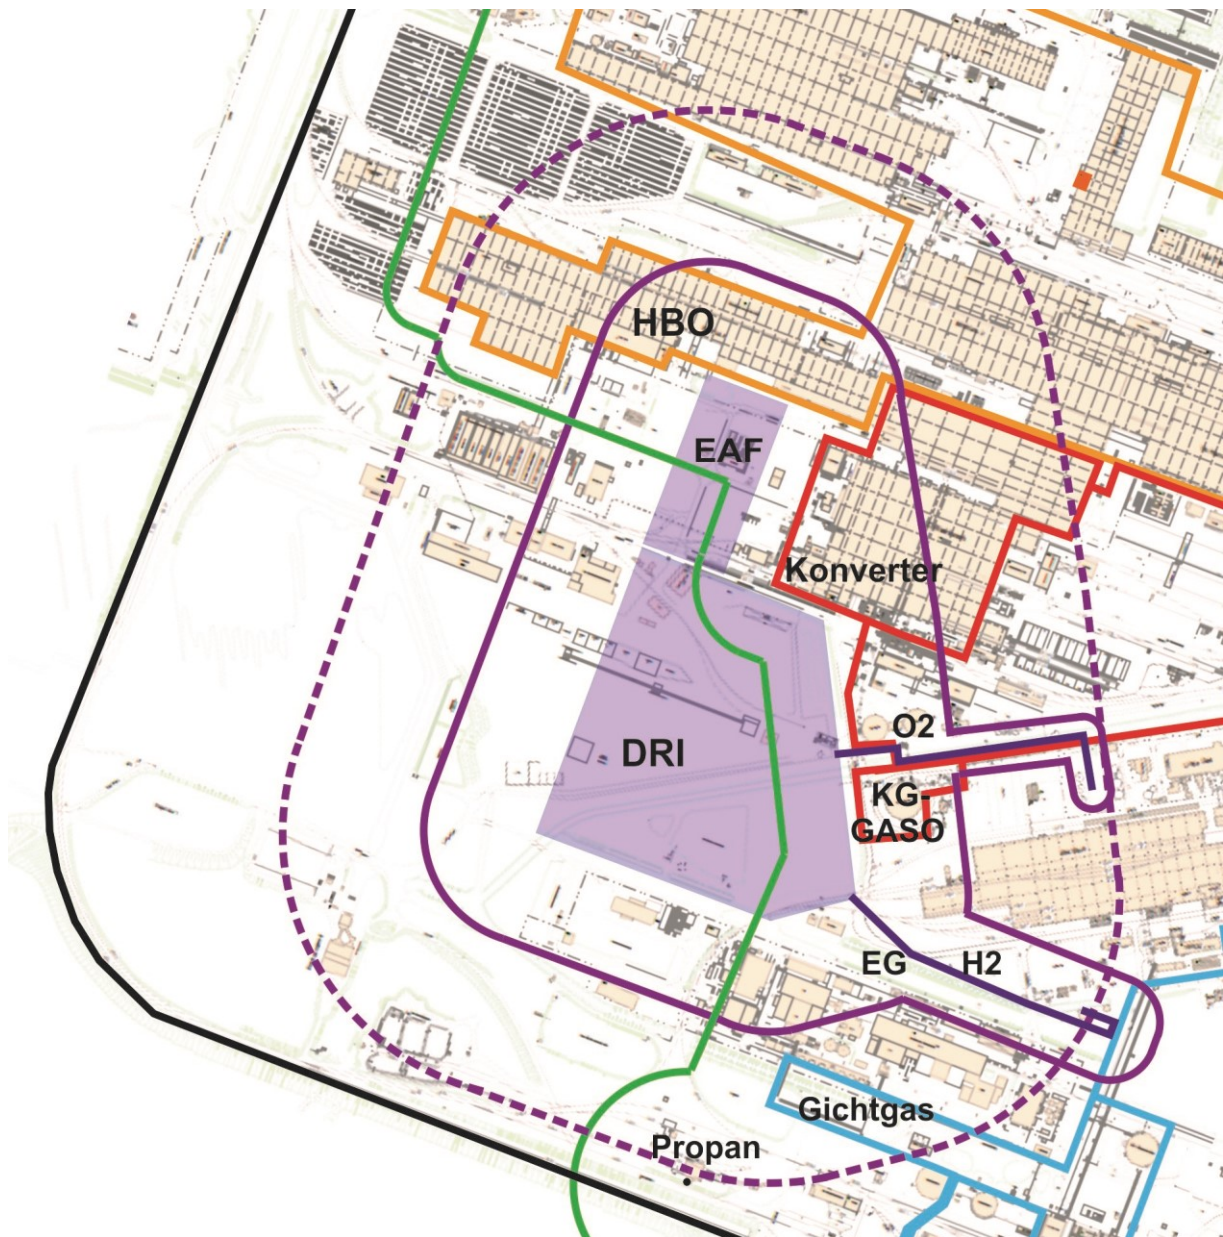 HBO
EAF
Konverter
O2
DRI
KG-
GASO
EG
H2
Gichtgas
Propan